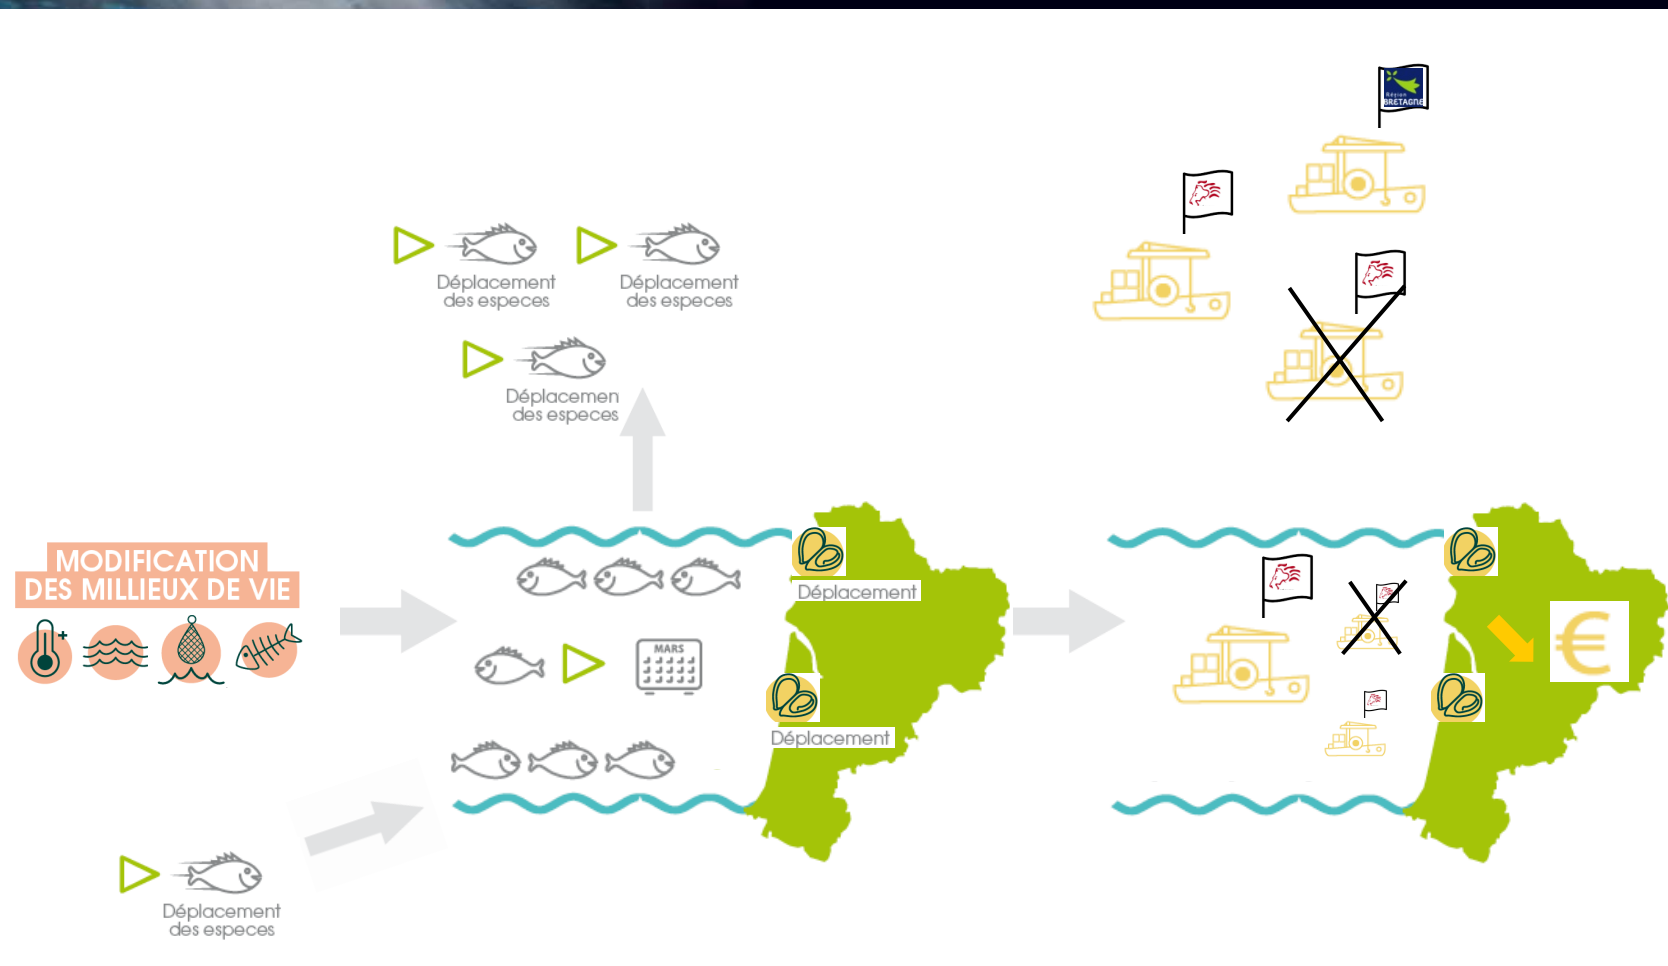 Région
BRETAGNE
Déplacement
des especes
Déplacement
des especes
Déplacemen
des especes
MODIFICATION
DES MILLIEUX DE VIE
Déplacement
MARS
€
Déplacement
Déplacement
des especes